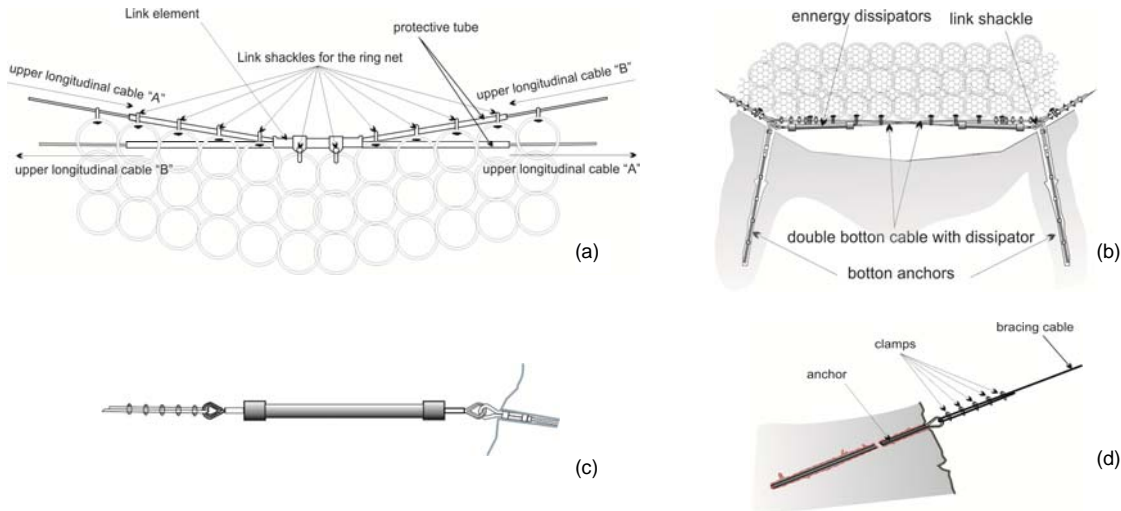 Link element
protective tube
Link shackles for the ring net
upper longitudinal cable "A"
upper longitudinal cable "B"
upper longitudinal cable "B"
upper longitudinal cable "A"
(a)
ennergy dissipators
link shackle
double botton cable with dissipator
botton anchors
(b)
(c)
bracing cable
clamps
anchor
(d)